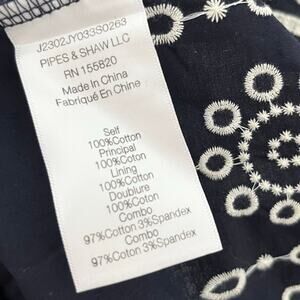 J2302JY033S0263
PIPES & SHAW LLC
RN 155820
Made In China
Fabriqué En Chine
Self
100%Cotton
Principal
100%Coton
Lining
100%Cotton
Doublure
100%Coton
Combo
97%Cotton 3%Spandex
Combo
97%Coton 3%Spandex